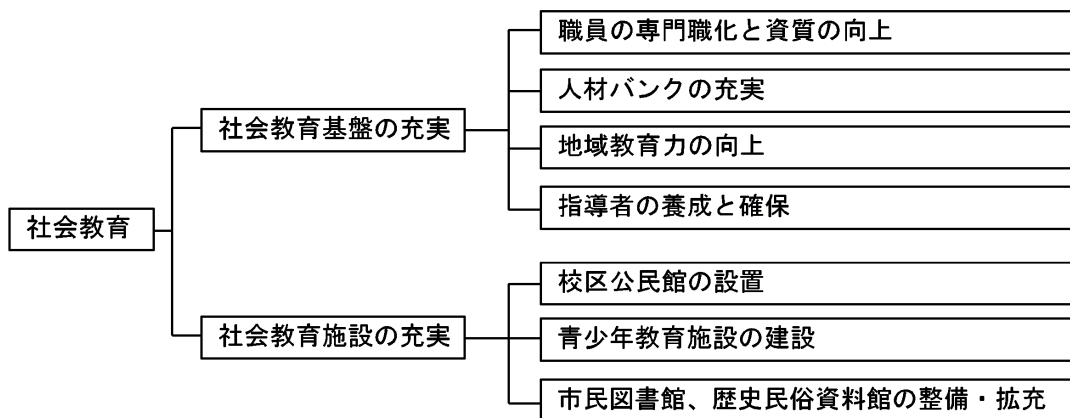 社会教育
社会教育基盤の充実
職員の専門職化と資質の向上
人材バンクの充実
地域教育力の向上
指導者の養成と確保
社会教育施設の充実
校区公民館の設置
青少年教育施設の建設
市民図書館、歴史民俗資料館の整備・拡充